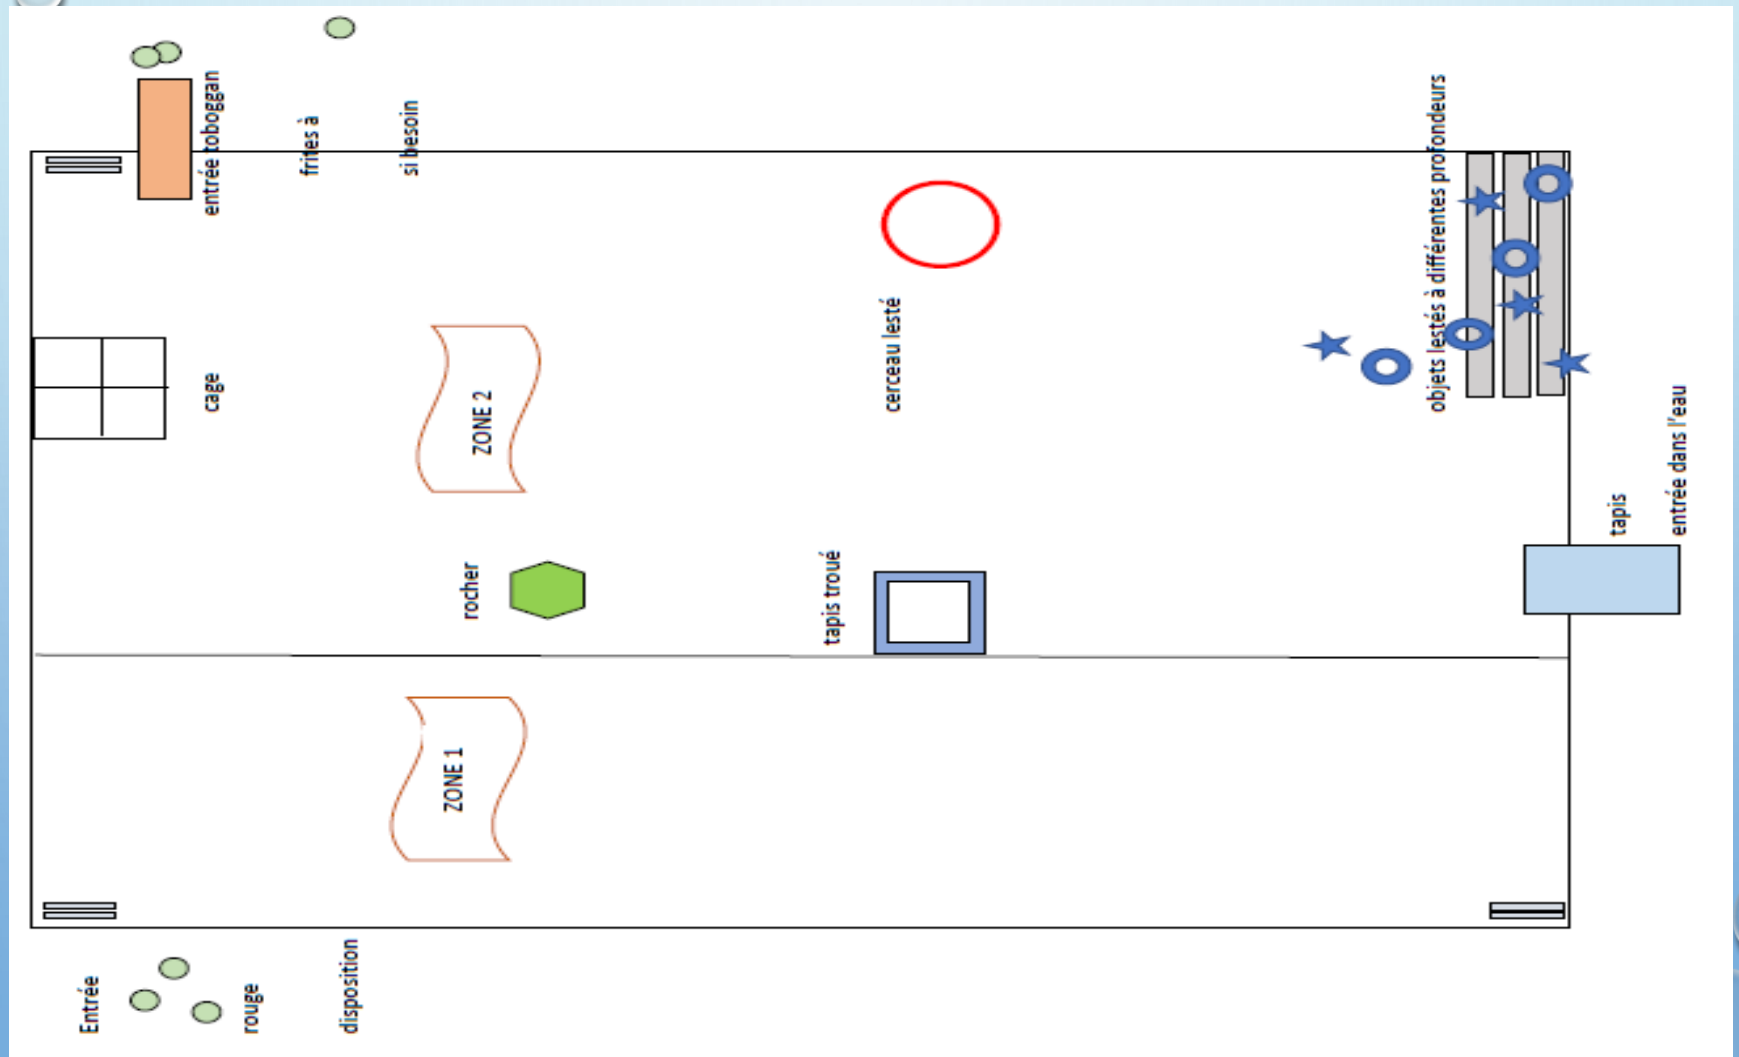 entrée toboggan
frites à
si besoin
objets lestés à différentes profondeurs
cage
ZONE 2
cerceau lesté
rocher
tapis troué
tapis
entrée dans l'eau
ZONE 1
Entrée
rouge
disposition